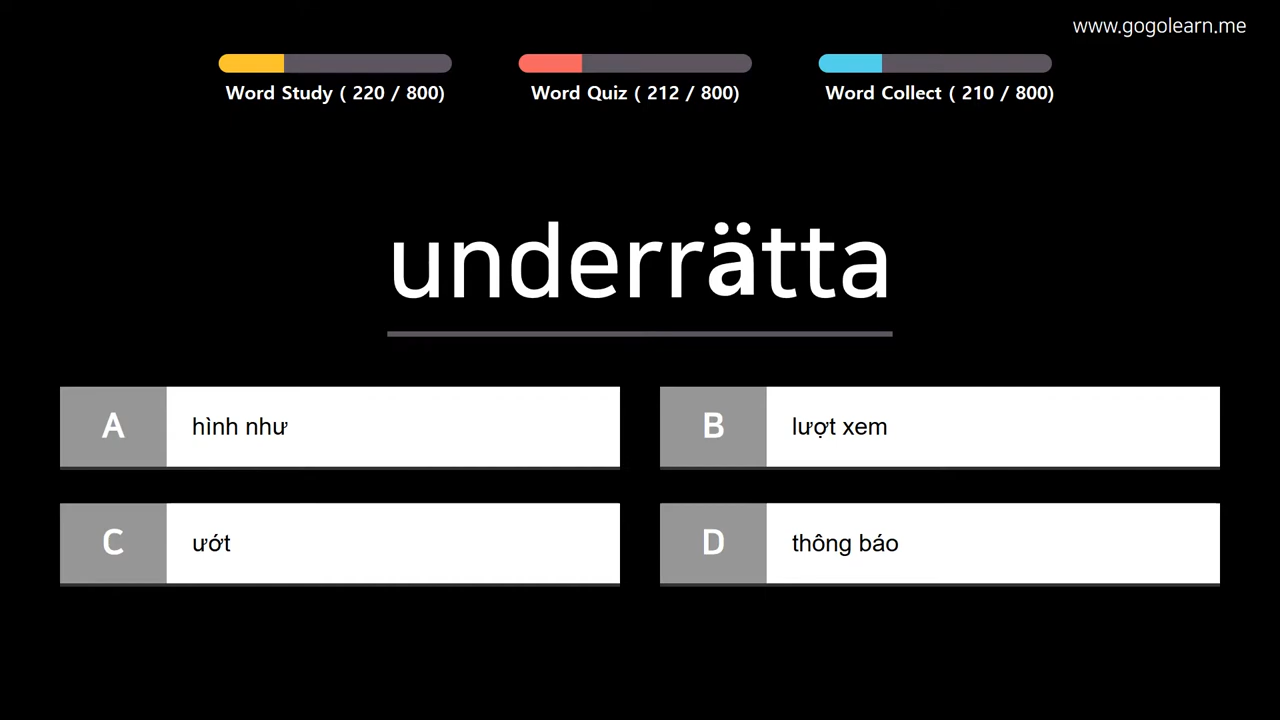 www.gogolearn.me
Word Study ( 220 / 800)
Word Quiz ( 212 / 800)
Word Collect ( 210 / 800)
underrätta
A hình như
B lượt xem
C ướt
D thông báo